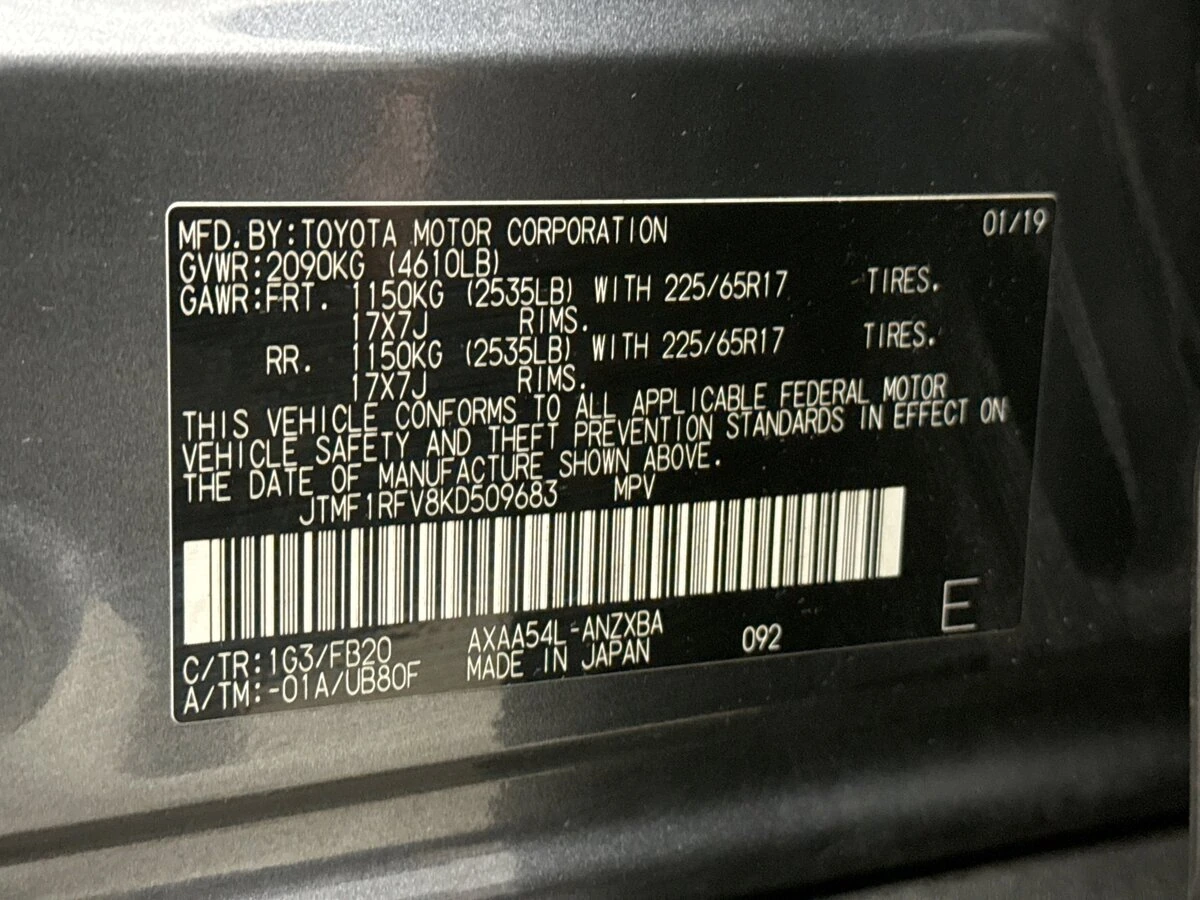 MFD. BY: TOYOTA MOTOR CORPORATION 01/19
GVWR: 2090KG (4610LB)
GAWR: FRT. 1150KG (2535LB) WITH 225/65R17 TIRES.
17X7J RIMS.
RR. 1150KG (2535LB) WITH 225/65R17 TIRES.
17X7J RIMS.
THIS VEHICLE CONFORMS TO ALL APPLICABLE FEDERAL MOTOR
VEHICLE SAFETY AND THEFT PREVENTION STANDARDS IN EFFECT ON
THE DATE OF MANUFACTURE SHOWN ABOVE.
JTMF1RFV8KD509683 MPV
C/TR: 1G3/FB20 AXAA54L-ANZXBA 092 E
A/TM: -01A/UB80F MADE IN JAPAN